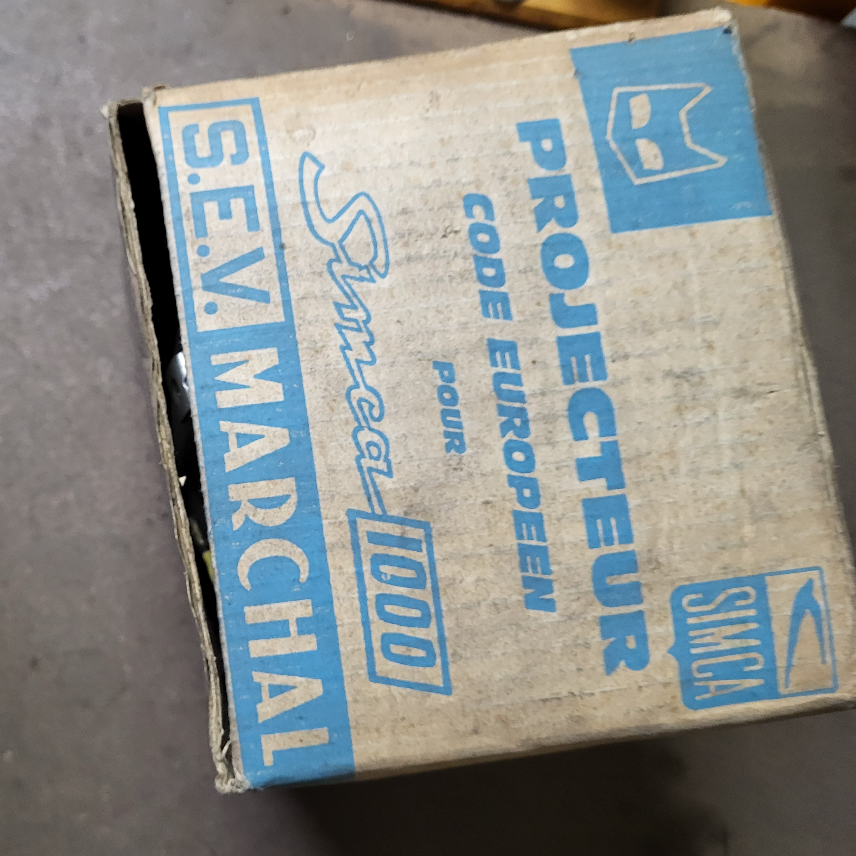 PROJECTEUR
CODE EUROPEEN
POUR
Simca 1000
S.E.V. MARCHAL
SIMCA